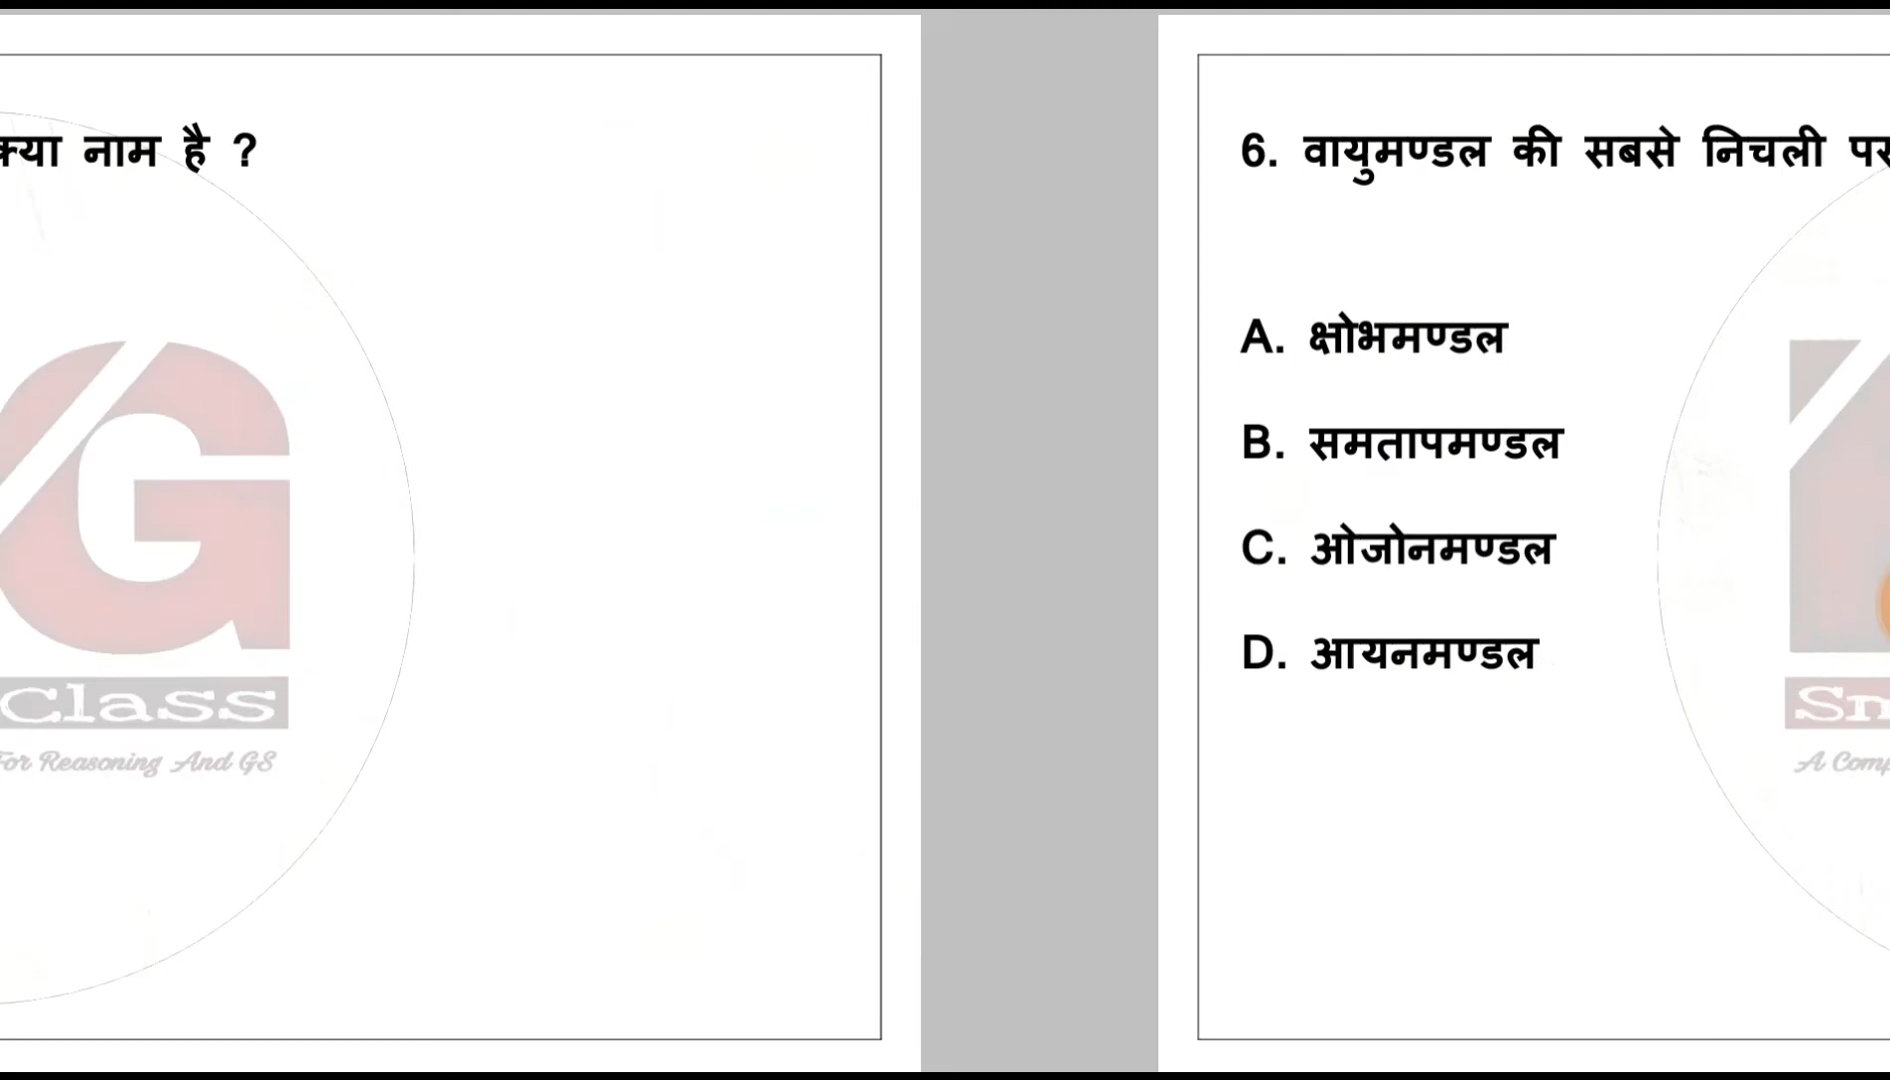 क्या नाम है ?
G
Class
For Reasoning And GS
6. वायुमण्डल की सबसे निचली
A. क्षोभमण्डल
B. समतापमण्डल
C. ओजोनमण्डल
D. आयनमण्डल
A